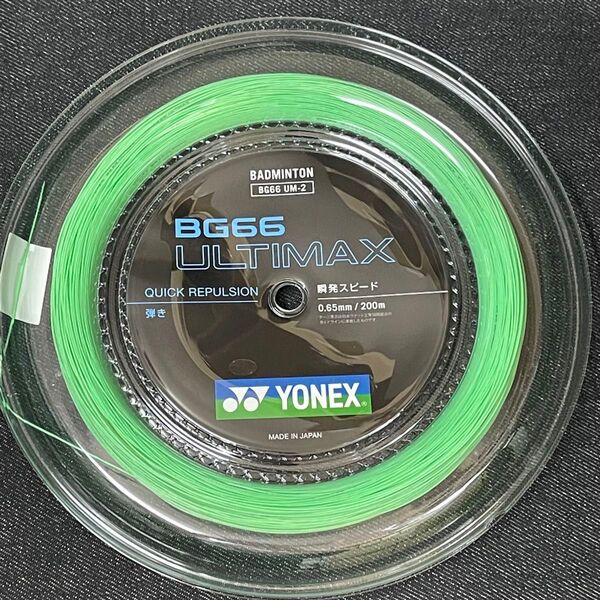 BADMINTON
BG66 UM-2
BG66
ULTIMAX
QUICK REPULSION
弾き
瞬発スピード
0.65mm / 200m
YONEX®
MADE IN JAPAN